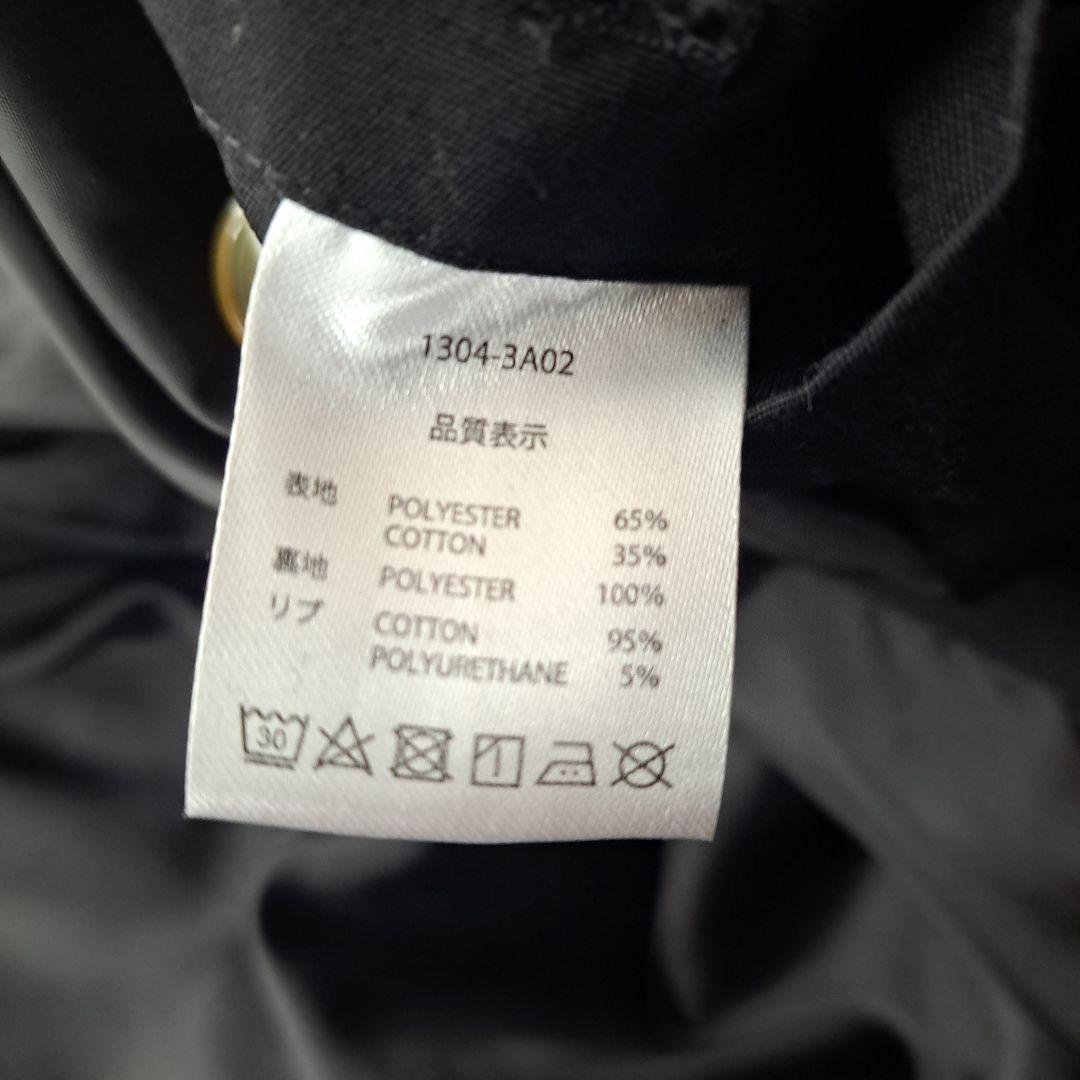 1304-3A02
品質表示
表地 POLYESTER 65%
COTTON 35%
裏地 POLYESTER 100%
リブ COTTON 95%
POLYURETHANE 5%
30